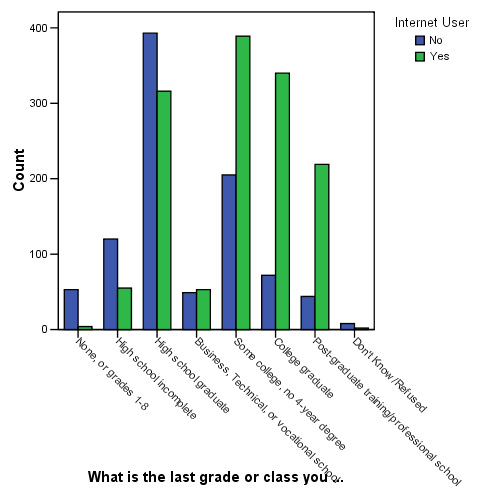 Internet User
No
Yes
Count
400
300
200
100
0
None, or grades 1-8
High school incomplete
High school graduate
Business, Technical, or vocational school
Some college, no 4-year degree
College graduate
Post-graduate training/professional school
Don't Know/Refused
What is the last grade or class you ...